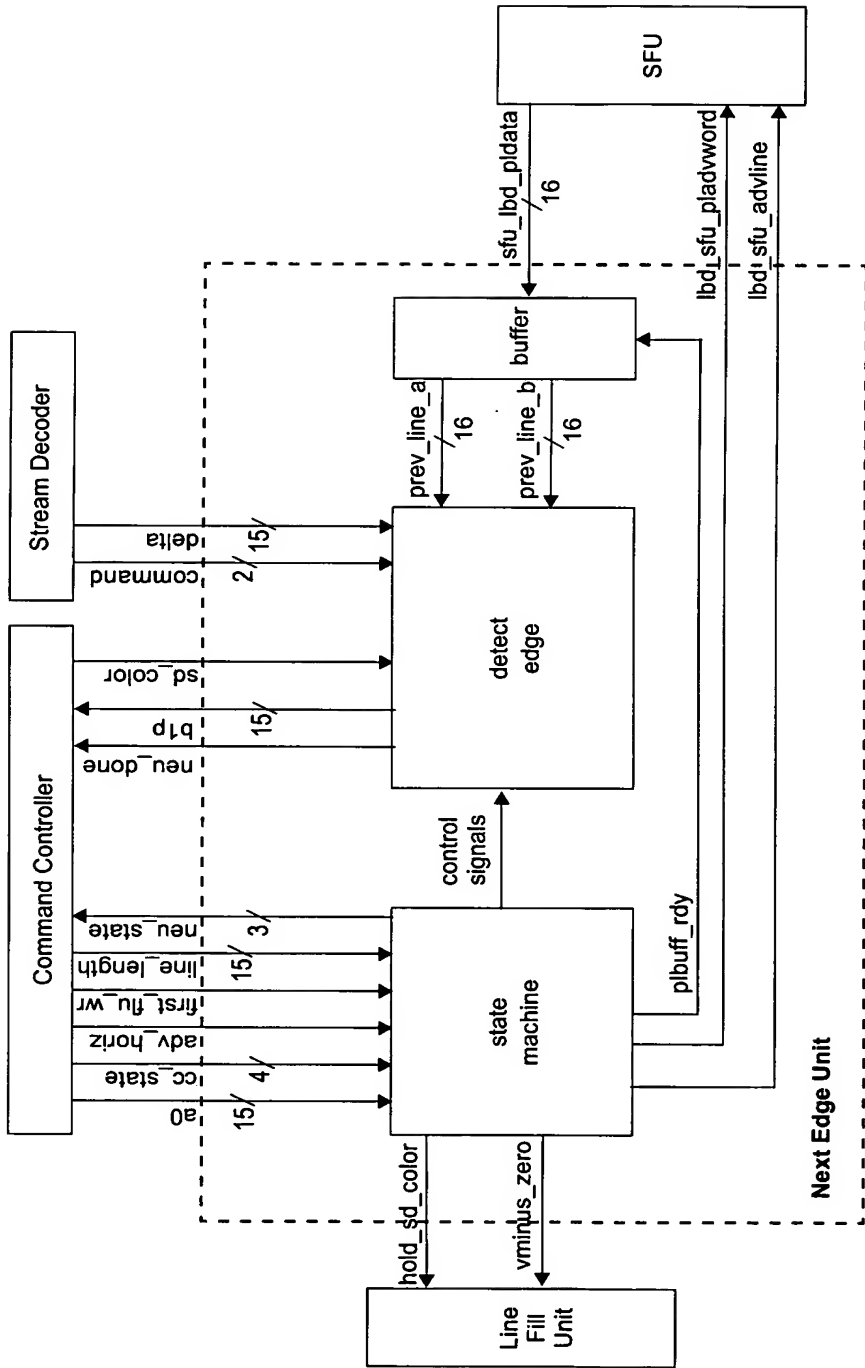 Command Controller
Stream Decoder
a0
15
cc_state
4
adv_horiz
first_flu_wr
line_length
15
neu_state
3
neu_done
b1p
15
sd_color
command
2
delta
15
hold_sd_color
vminus_zero
Line
Fill
Unit
state
machine
control
signals
detect
edge
prev_line_a
16
prev_line_b
16
buffer
sfu_lbd_pldata
16
SFU
plbuff_rdy
lbd_sfu_pladvword
lbd_sfu_advline
Next Edge Unit